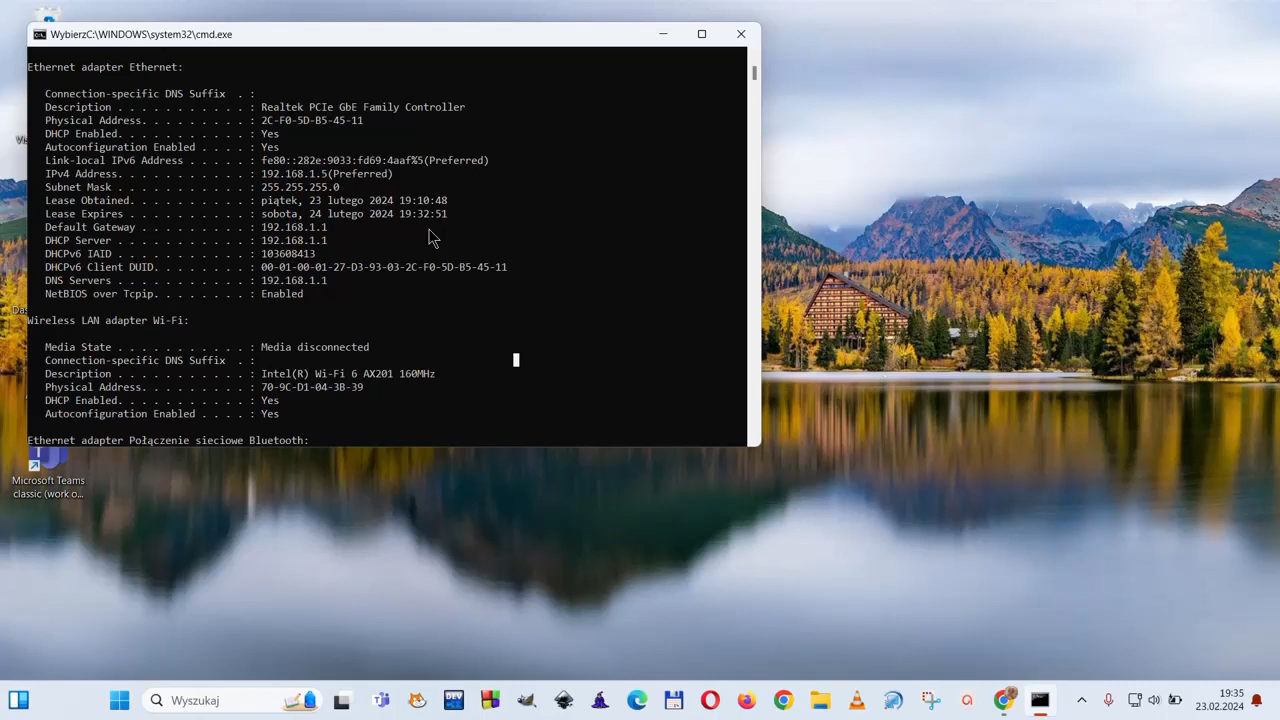 WybierzC:\WINDOWS\system32\cmd.exe
Ethernet adapter Ethernet:
Connection-specific DNS Suffix . :
Description . . . . . . . . . . . : Realtek PCIe GbE Family Controller
Physical Address. . . . . . . . . : 2C-F0-5D-B5-45-11
DHCP Enabled. . . . . . . . . . . : Yes
Autoconfiguration Enabled . . . . : Yes
Link-local IPv6 Address . . . . . : fe80::282e:9033:fd69:4aaf%5(Preferred)
IPv4 Address. . . . . . . . . . . : 192.168.1.5(Preferred)
Subnet Mask . . . . . . . . . . . : 255.255.255.0
Lease Obtained. . . . . . . . . . : piątek, 23 lutego 2024 19:10:48
Lease Expires . . . . . . . . . . : sobota, 24 lutego 2024 19:32:51
Default Gateway . . . . . . . . . : 192.168.1.1
DHCP Server . . . . . . . . . . . : 192.168.1.1
DHCPv6 IAID . . . . . . . . . . . : 103608413
DHCPv6 Client DUID. . . . . . . . : 00-01-00-01-27-D3-93-03-2C-F0-5D-B5-45-11
DNS Servers . . . . . . . . . . . : 192.168.1.1
NetBIOS over Tcpip. . . . . . . . : Enabled
Wireless LAN adapter Wi-Fi:
Media State . . . . . . . . . . . : Media disconnected
Connection-specific DNS Suffix . :
Description . . . . . . . . . . . : Intel(R) Wi-Fi 6 AX201 160MHz
Physical Address. . . . . . . . . : 70-9C-D1-04-3B-39
DHCP Enabled. . . . . . . . . . . : Yes
Autoconfiguration Enabled . . . . : Yes
Ethernet adapter Połączenie sieciowe Bluetooth:
Microsoft Teams
classic (work o...
Wyszukaj
DEV
19:35
23.02.2024